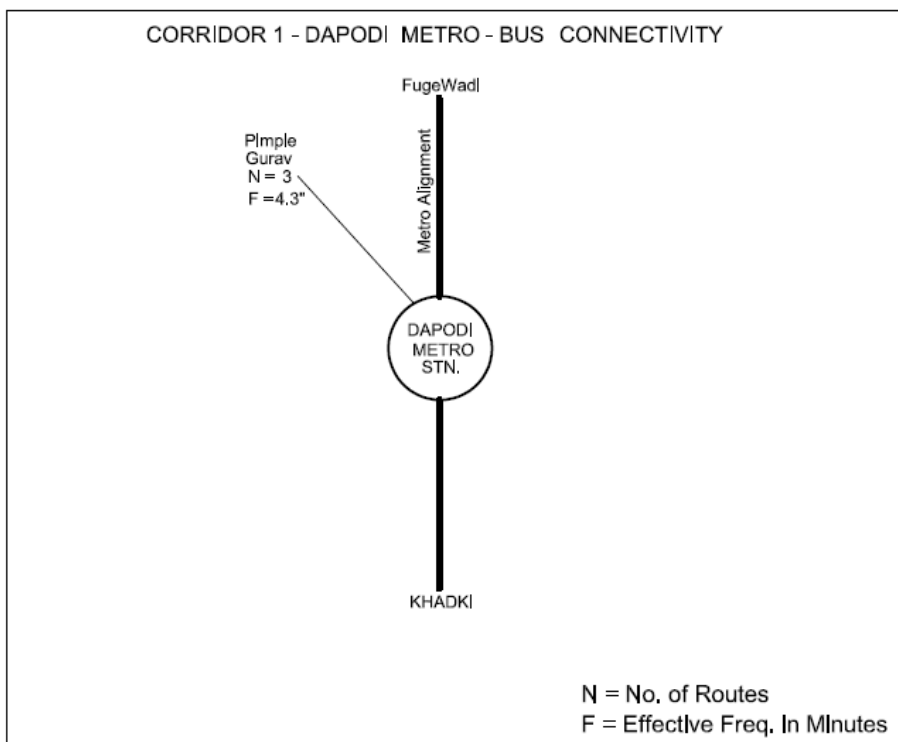 CORRIDOR 1 - DAPODI METRO - BUS CONNECTIVITY
FugeWadi
Pimple
Gurav
N = 3
F =4.3"
Metro Alignment
DAPODI
METRO
STN.
KHADKI
N = No. of Routes
F = Effective Freq. In Minutes